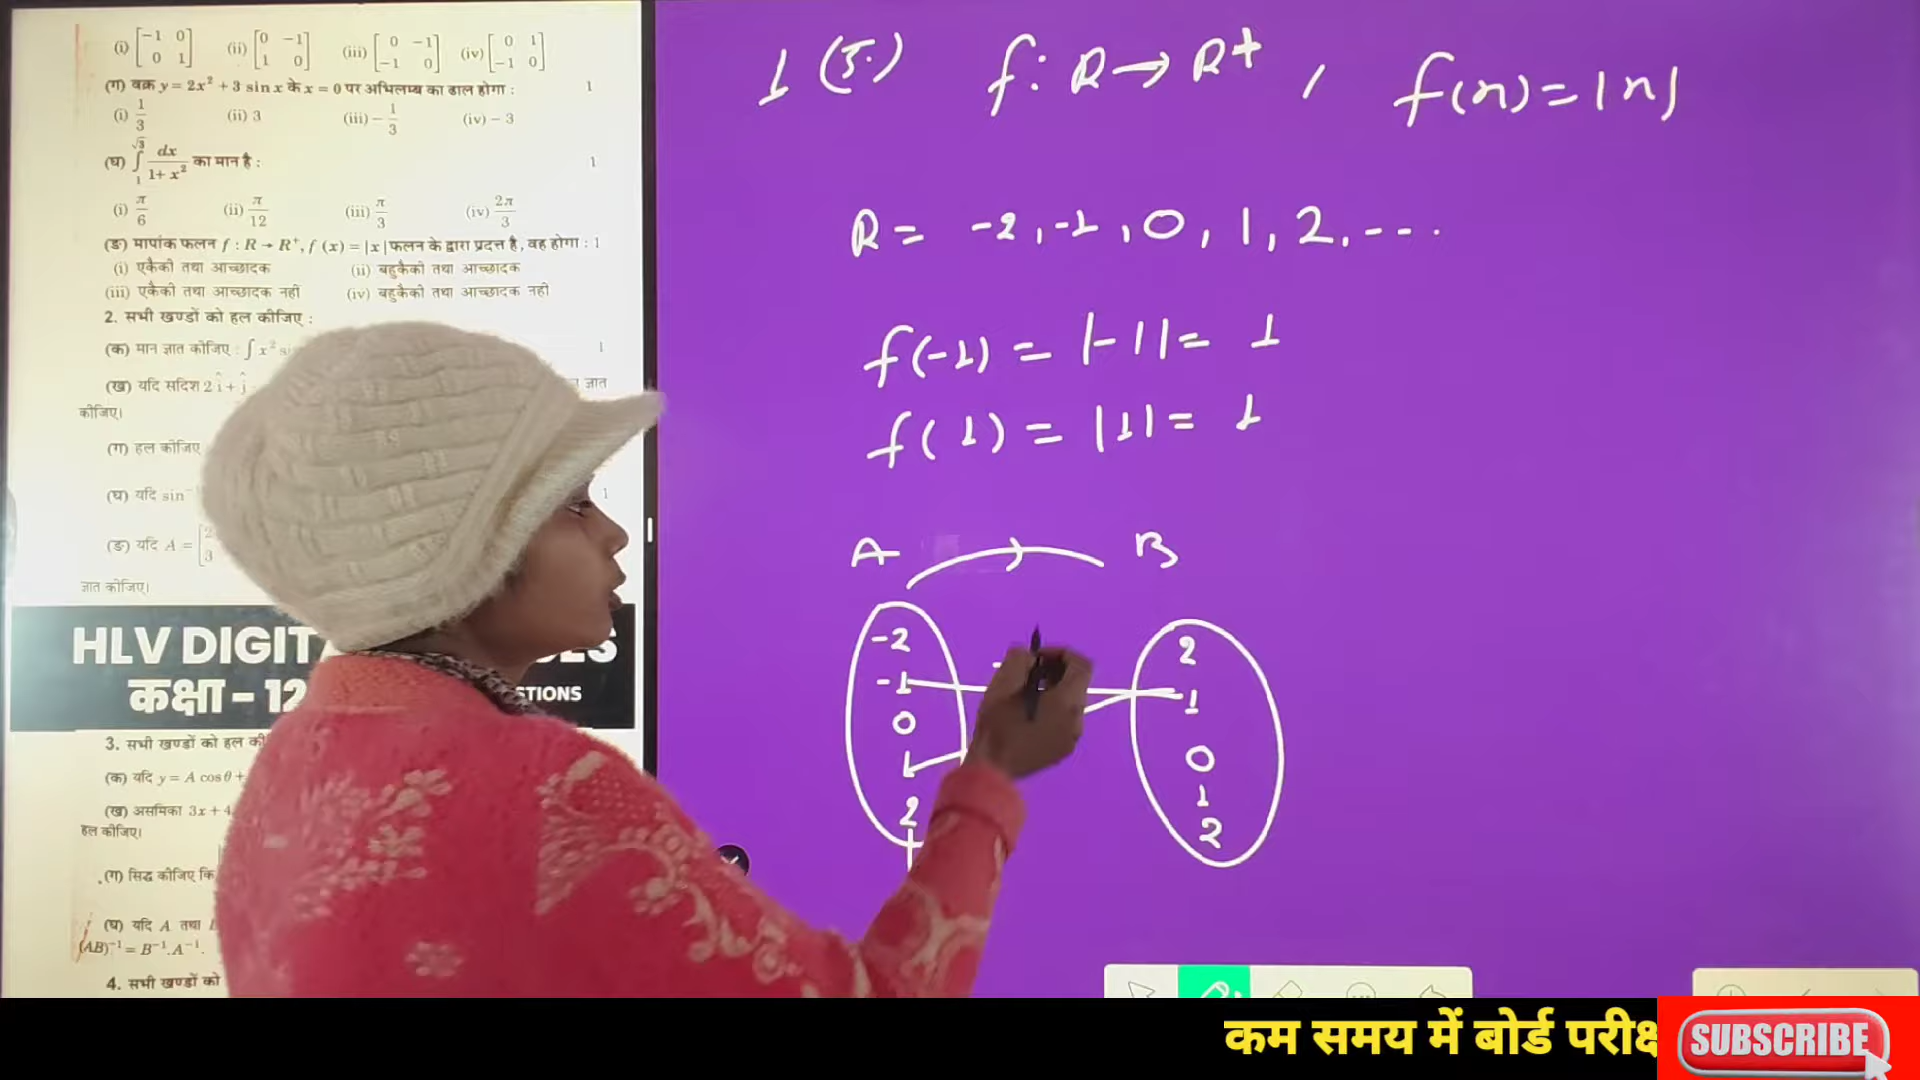 (i) [-1 0 0 1] (ii) [0 -1 1 0] (iii) [0 -1 -1 0] (iv) [0 1 -1 0]
(ग) वक्र y = 2x² + 3 sin x के x = 0 पर अभिलम्ब का ढाल होगा : 1
(i) 1/3 (ii) 3 (iii) - 1/3 (iv) - 3
(घ) ∫₁^√3 dx/(1+ x²) का मान है : 1
(i) π/6 (ii) π/12 (iii) π/3 (iv) 2π/3
(ङ) मापांक फलन f : R → R⁺, f (x) = |x| फलन के द्वारा प्रदत्त है, वह होगा : 1
(i) एकैकी तथा आच्छादक (ii) बहुकैकी तथा आच्छादक
(iii) एकैकी तथा आच्छादक नहीं (iv) बहुकैकी तथा आच्छादक नहीं
2. सभी खण्डों को हल कीजिए :
(क) मान ज्ञात कीजिए : ∫ x² 1
(ख) यदि सदिश 2 î + ĵ ज्ञात
कीजिए।
(ग) हल कीजिए
(घ) यदि sin⁻ 1
(ङ) यदि A = [2 3
ज्ञात कीजिए।
HLV DIGIT ES
कक्षा - 12 STIONS
3. सभी खण्डों को हल की
(क) यदि y = A cos θ +
(ख) असमिका 3x + 4
हल कीजिए।
(ग) सिद्ध कीजिए कि
(घ) यदि A तथा
(AB)⁻¹ = B⁻¹.A⁻¹.
4. सभी खण्डों को
1 (ङ) f: R → R+ , f(x) = |x|
R = -2, -1, 0, 1, 2, ---.
f(-1) = |-1| = 1
f(1) = |1| = 1
A B
-2 2
-1 1
0 0
1 1
2 2
कम समय में बोर्ड
SUBSCRIBE